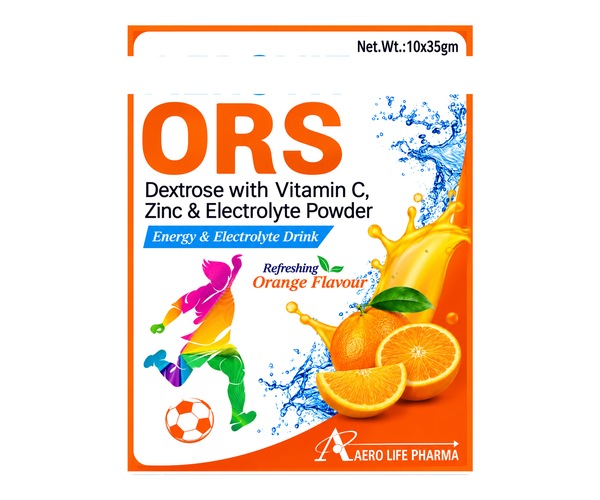 Net.Wt.:10x35gm
ORS
Dextrose with Vitamin C,
Zinc & Electrolyte Powder
Energy & Electrolyte Drink
Refreshing
Orange Flavour
AERO LIFE PHARMA